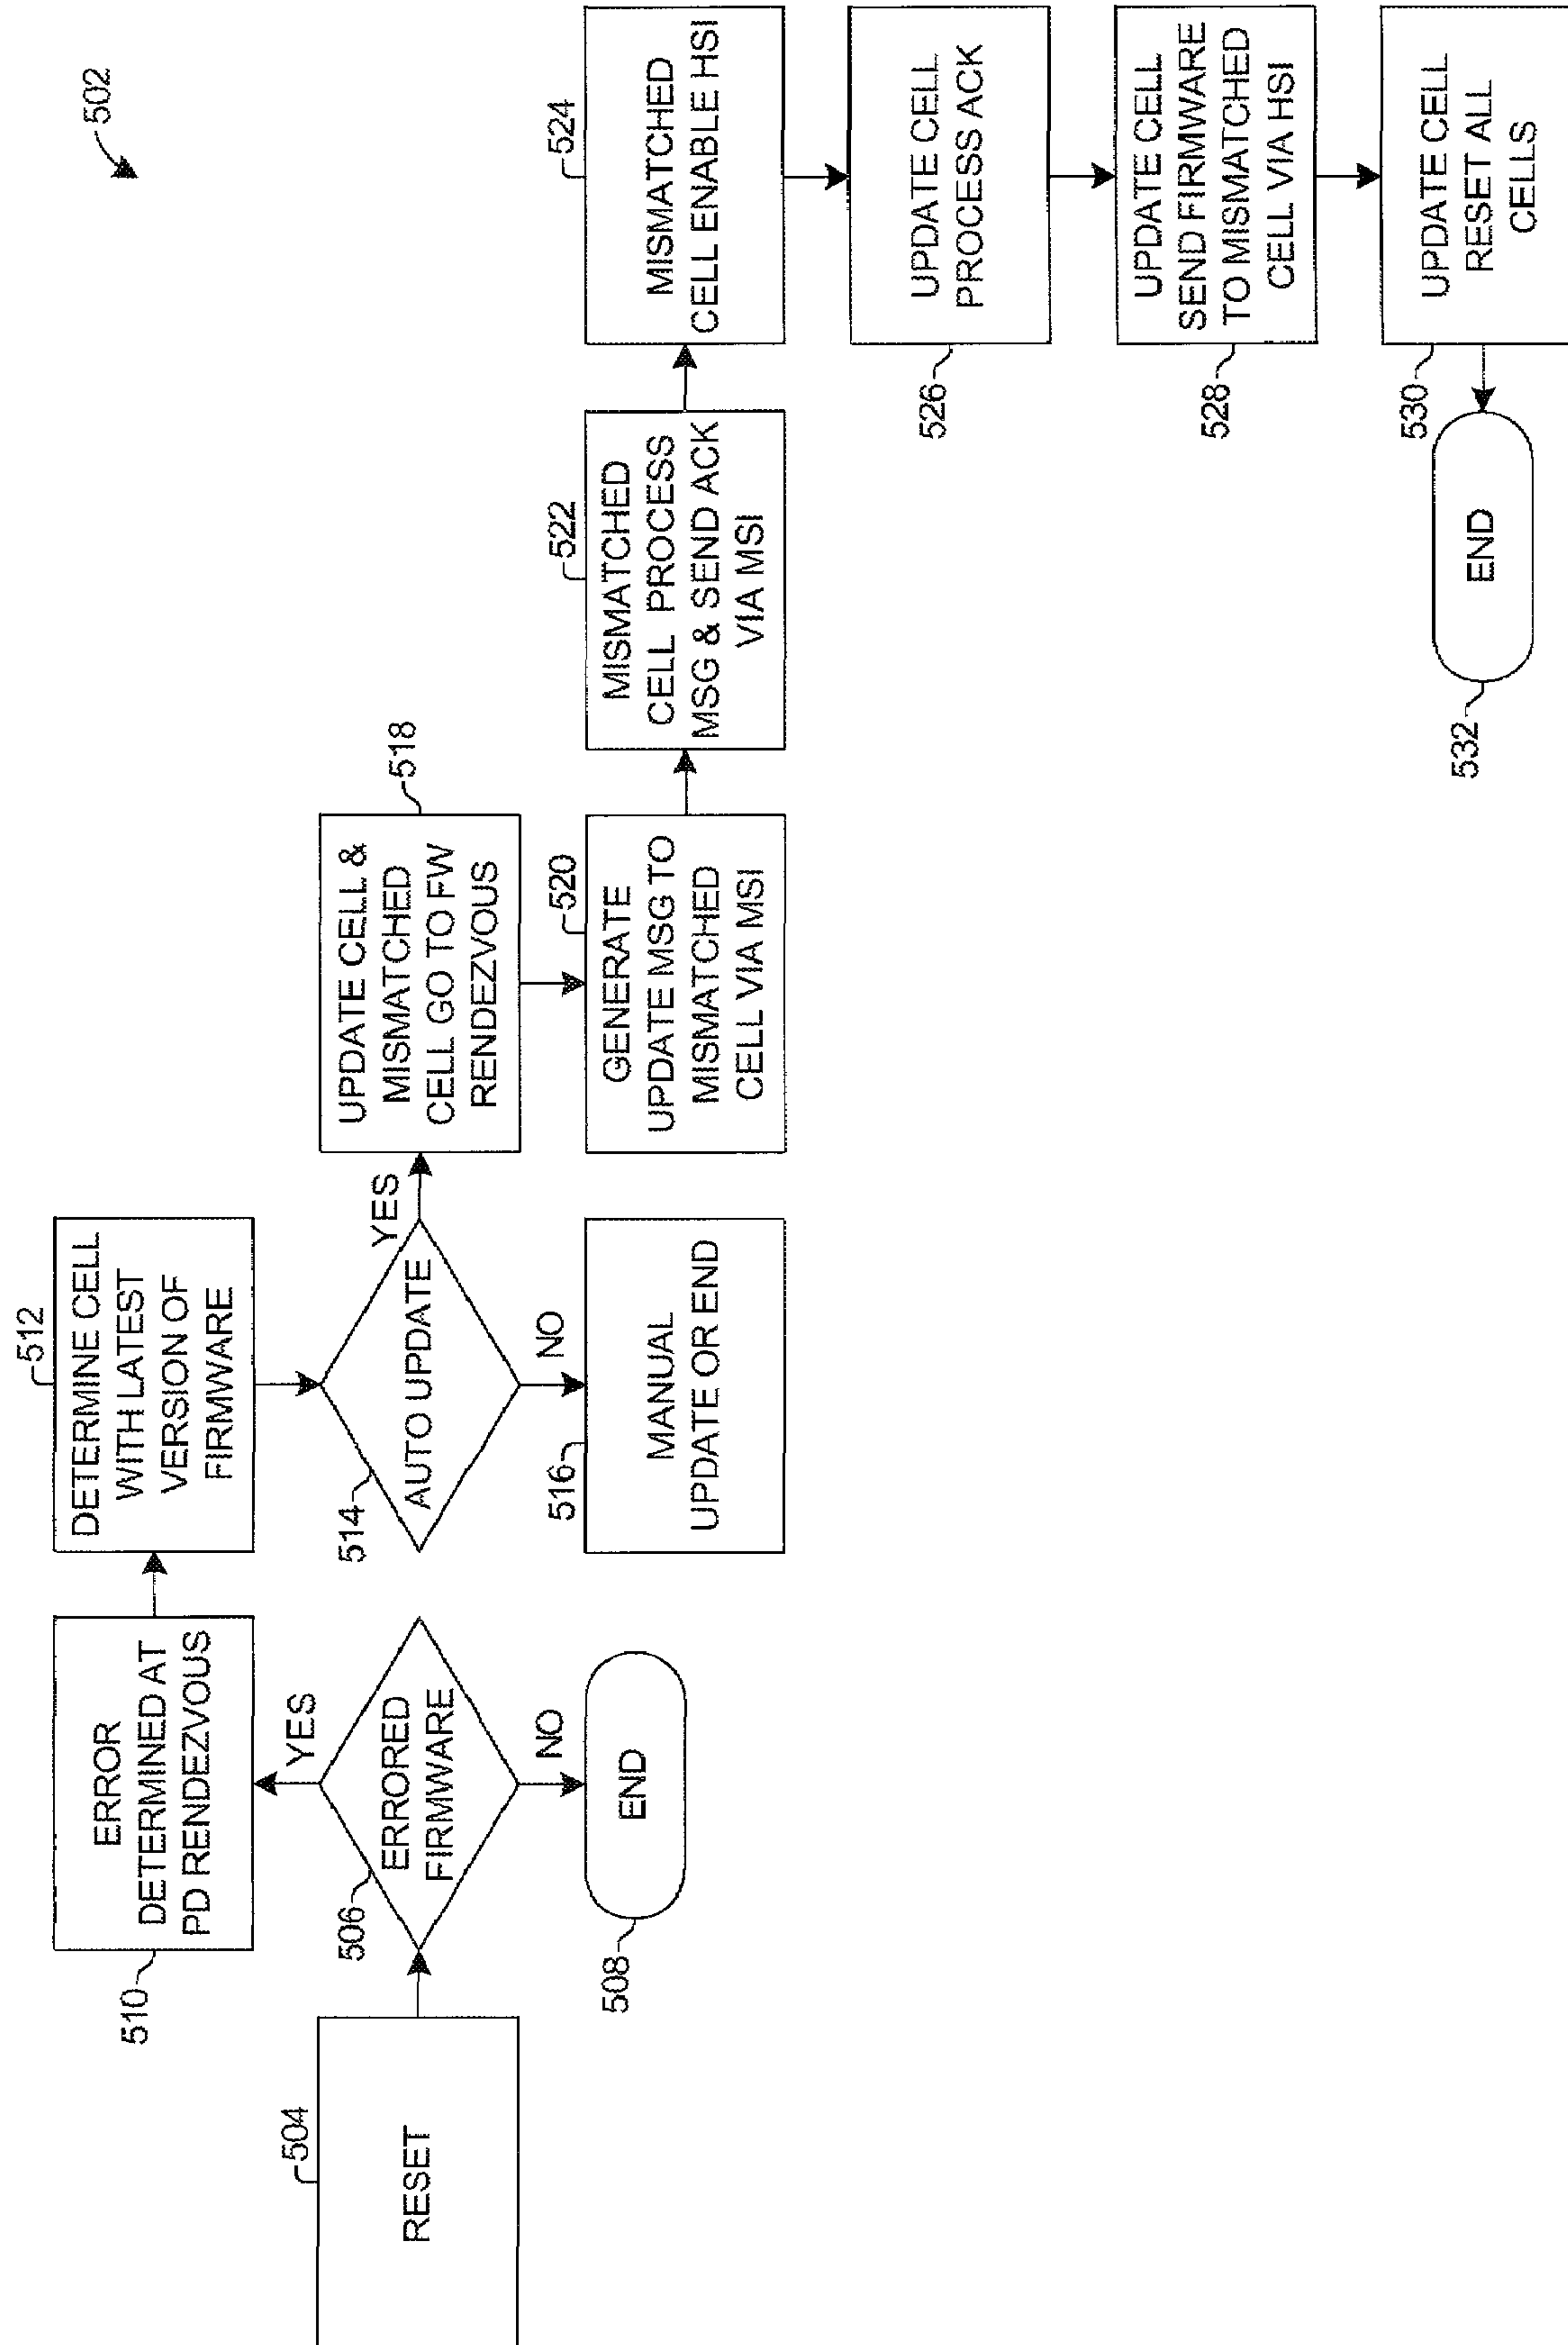 502
504
RESET
506
ERRORED
FIRMWARE
YES
NO
508
END
510
ERROR
DETERMINED AT
PD RENDEZVOUS
512
DETERMINE CELL
WITH LATEST
VERSION OF
FIRMWARE
514
AUTO UPDATE
YES
NO
516
MANUAL
UPDATE OR END
518
UPDATE CELL &
MISMATCHED
CELL GO TO FW
RENDEZVOUS
520
GENERATE
UPDATE MSG TO
MISMATCHED
CELL VIA MSI
522
MISMATCHED
CELL PROCESS
MSG & SEND ACK
VIA MSI
524
MISMATCHED
CELL ENABLE HSI
526
UPDATE CELL
PROCESS ACK
528
UPDATE CELL
SEND FIRMWARE
TO MISMATCHED
CELL VIA HSI
530
UPDATE CELL
RESET ALL
CELLS
532
END